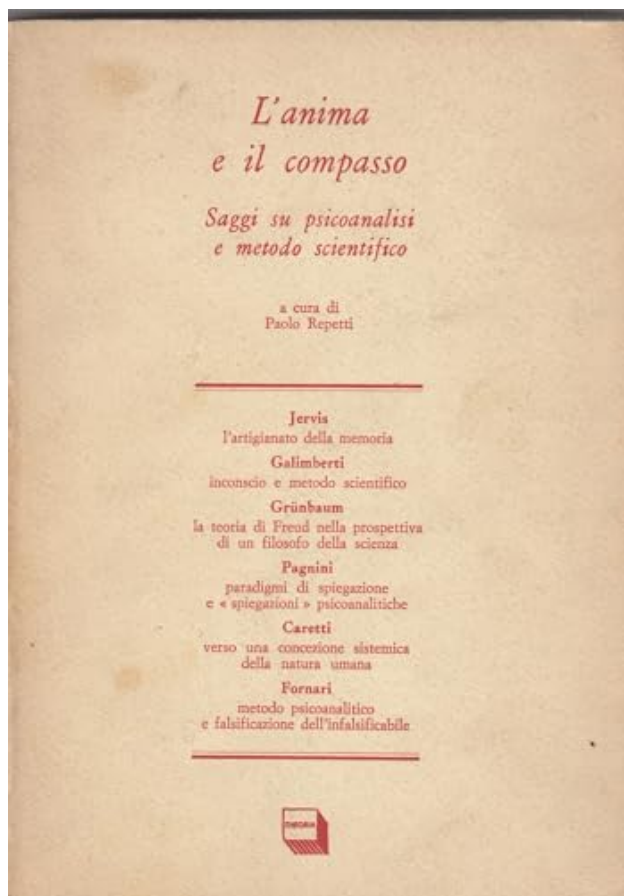 L'anima
e il compasso
Saggi su psicoanalisi
e metodo scientifico
a cura di
Paolo Repetti
Jervis
l'artigianato della memoria
Galimberti
inconscio e metodo scientifico
Grünbaum
la teoria di Freud nella prospettiva
di un filosofo della scienza
Pagnini
paradigmi di spiegazione
e « spiegazioni » psicoanalitiche
Caretti
verso una concezione sistemica
della natura umana
Fornari
metodo psicoanalitico
e falsificazione dell'infalsificabile
THEORIA